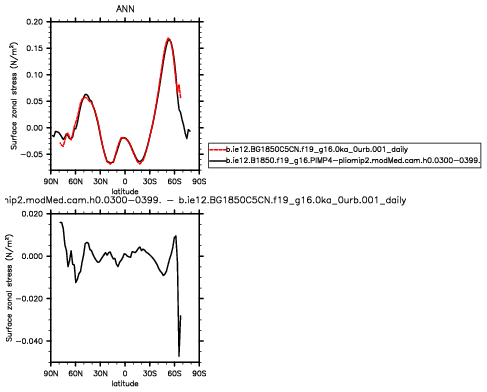 ANN
0.20
0.15
0.10
0.05
0.00
−0.05
Surface zonal stress (N/m²)
90N 60N 30N 0 30S 60S 90S
latitude
b.ie12.BG1850C5CN.f19_g16.0ka_0urb.001_daily
b.ie12.B1850.f19_g16.PIMP4-pliomip2.modMed.cam.h0.0300-0399.
nip2.modMed.cam.h0.0300-0399. − b.ie12.BG1850C5CN.f19_g16.0ka_0urb.001_daily
0.020
0.000
−0.020
−0.040
Surface zonal stress (N/m²)
90N 60N 30N 0 30S 60S 90S
latitude